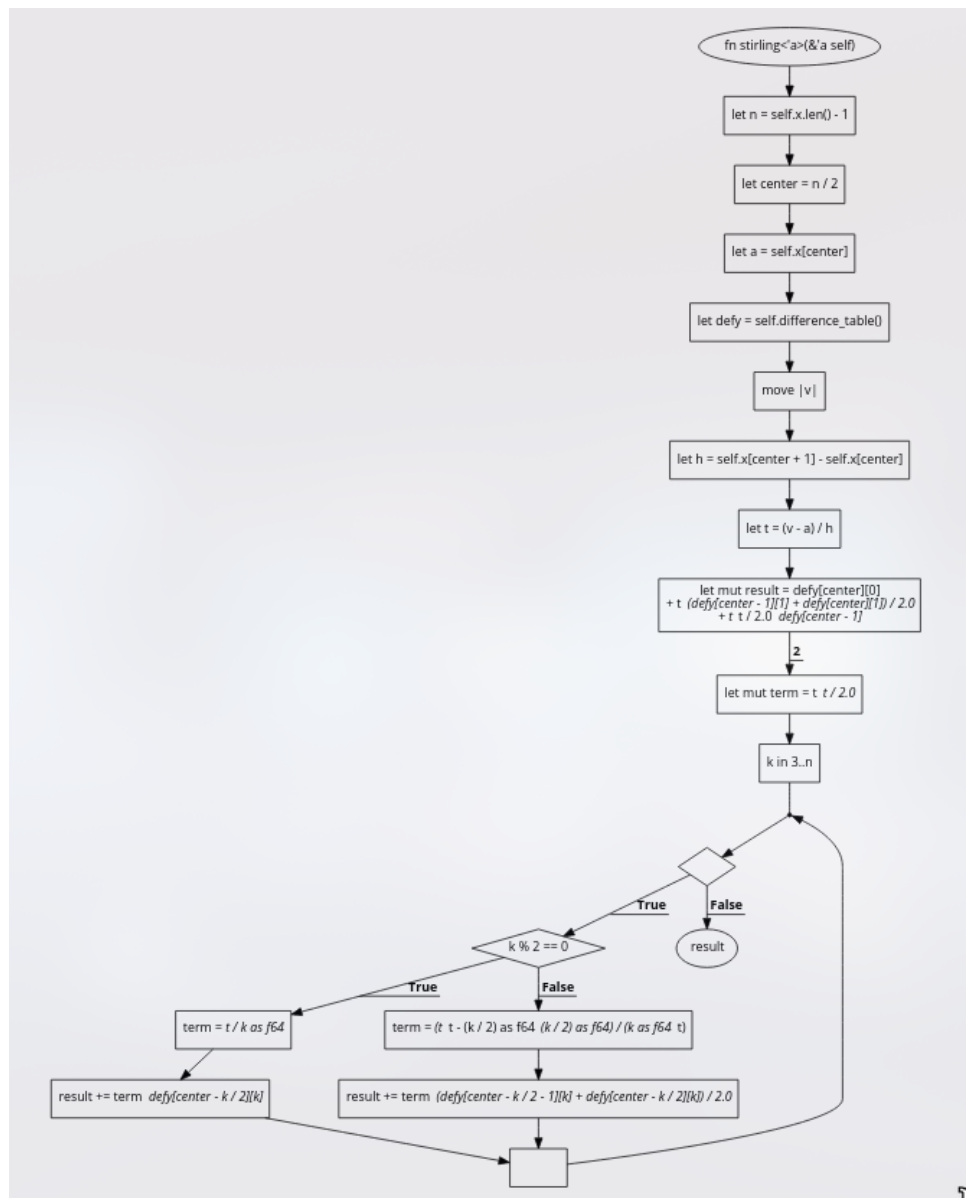 fn stirling<'a>(&'a self)
let n = self.x.len() - 1
let center = n / 2
let a = self.x[center]
let defy = self.difference_table()
move |v|
let h = self.x[center + 1] - self.x[center]
let t = (v - a) / h
let mut result = defy[center][0]
+ t (defy[center - 1][1] + defy[center][1]) / 2.0
+ t t / 2.0 defy[center - 1]
2
let mut term = t t / 2.0
k in 3..n
True
False
k % 2 == 0
result
True
False
term = t / k as f64
term = (t t - (k / 2) as f64 (k / 2) as f64) / (k as f64 t)
result += term defy[center - k / 2][k]
result += term (defy[center - k / 2 - 1][k] + defy[center - k / 2][k]) / 2.0